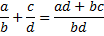 a/b + c/d = (ad + bc)/bd